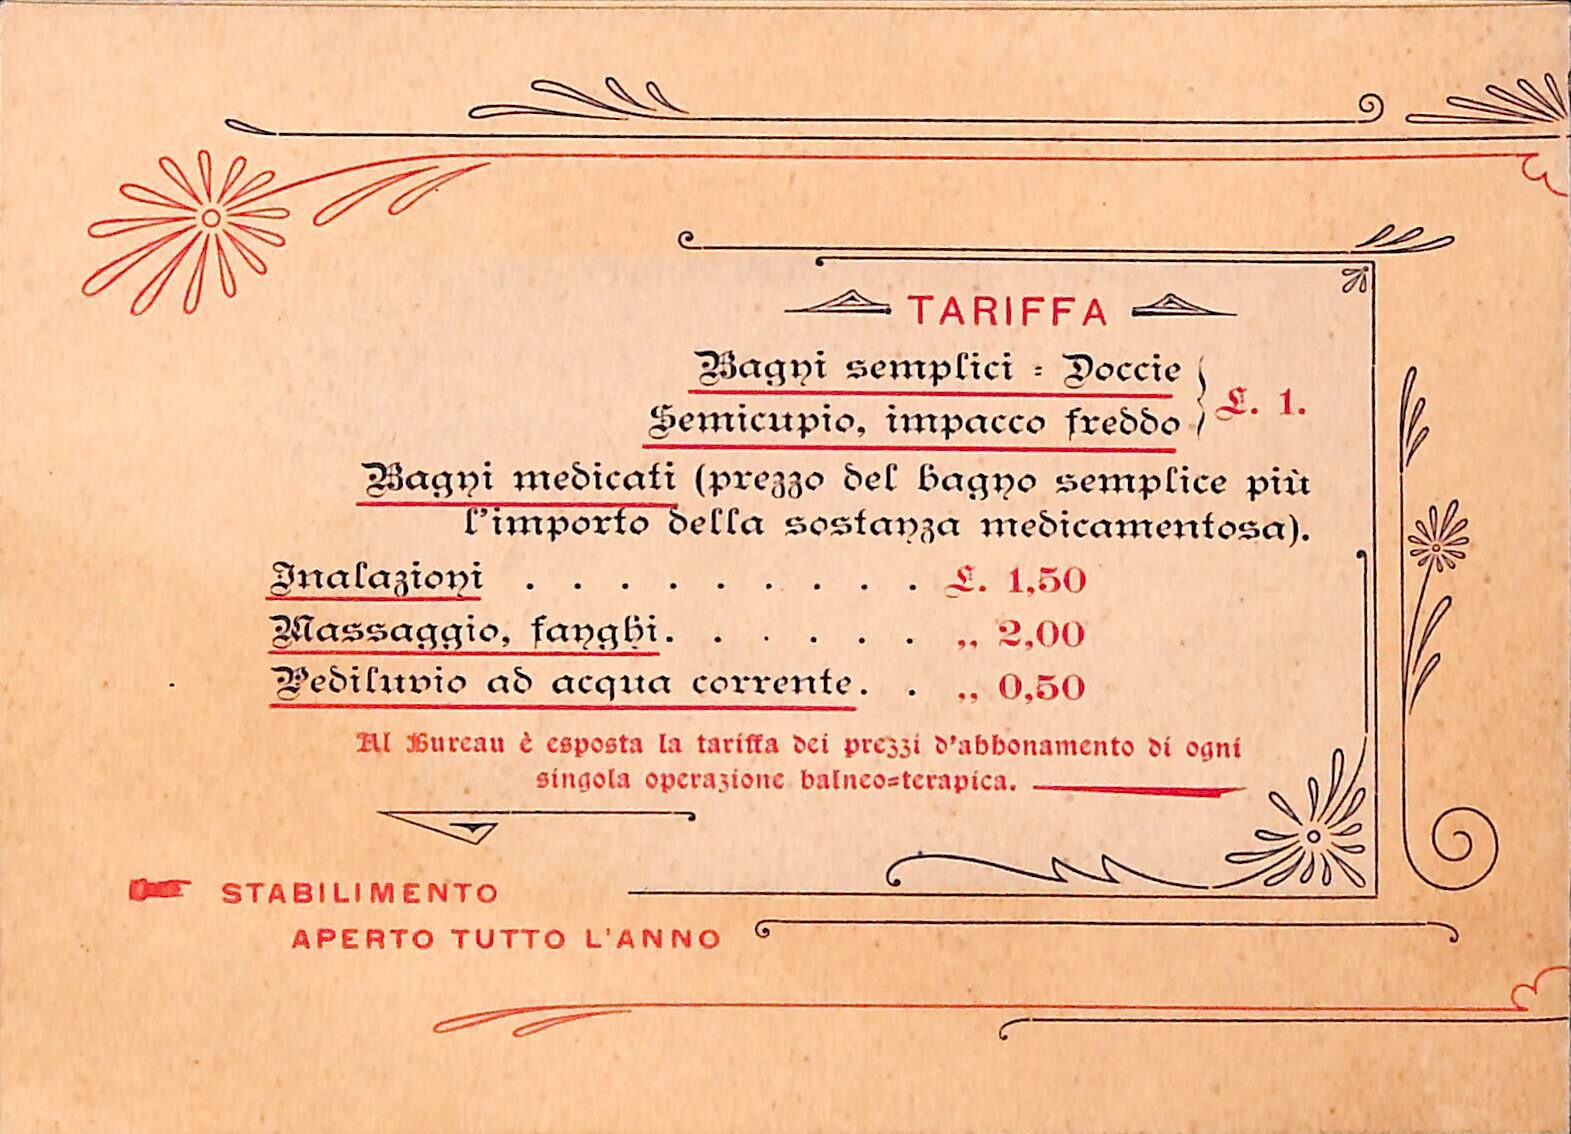 TARIFFA
Bagni semplici = Doccie
Semicupio, impacco freddo } £. 1.
Bagni medicati (prezzo del bagno semplice più
l'importo della sostanza medicamentosa).
Inalazioni . . . . . . . . . £. 1,50
Massaggio, fanghi. . . . . . „ 2,00
Pediluvio ad acqua corrente. . „ 0,50
Al Bureau è esposta la tariffa dei prezzi d'abbonamento di ogni
singola operazione balneo=terapica.
STABILIMENTO
APERTO TUTTO L'ANNO